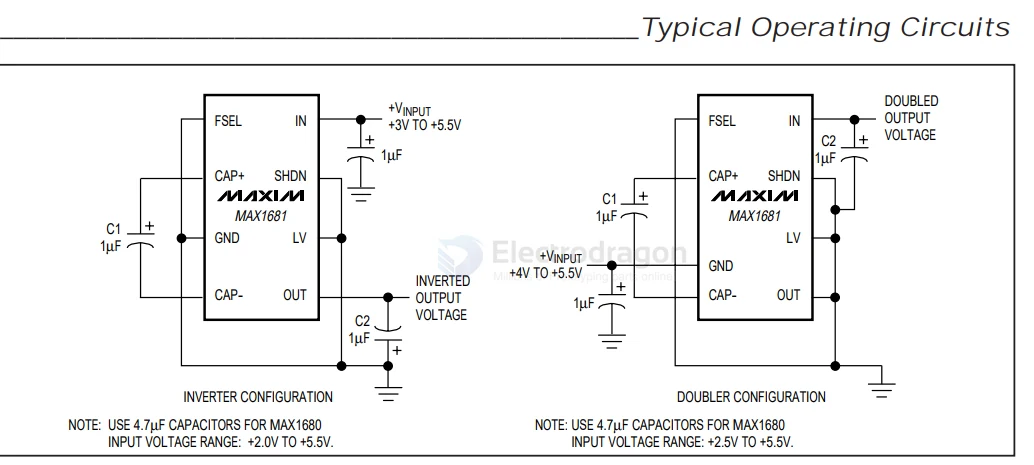 Typical Operating Circuits
+VINPUT
+3V TO +5.5V
FSEL
IN
+
1µF
CAP+
SHDN
MAXIM
MAX1681
C1
1µF
+
GND
LV
CAP-
OUT
INVERTED
OUTPUT
VOLTAGE
C2
1µF
+
INVERTER CONFIGURATION
NOTE: USE 4.7µF CAPACITORS FOR MAX1680
INPUT VOLTAGE RANGE: +2.0V TO +5.5V.
DOUBLED
OUTPUT
VOLTAGE
FSEL
IN
C2
1µF
+
CAP+
SHDN
MAXIM
MAX1681
C1
1µF
+
LV
+VINPUT
+4V TO +5.5V
GND
1µF
+
CAP-
OUT
DOUBLER CONFIGURATION
NOTE: USE 4.7µF CAPACITORS FOR MAX1680
INPUT VOLTAGE RANGE: +2.5V TO +5.5V.
Electrodragon